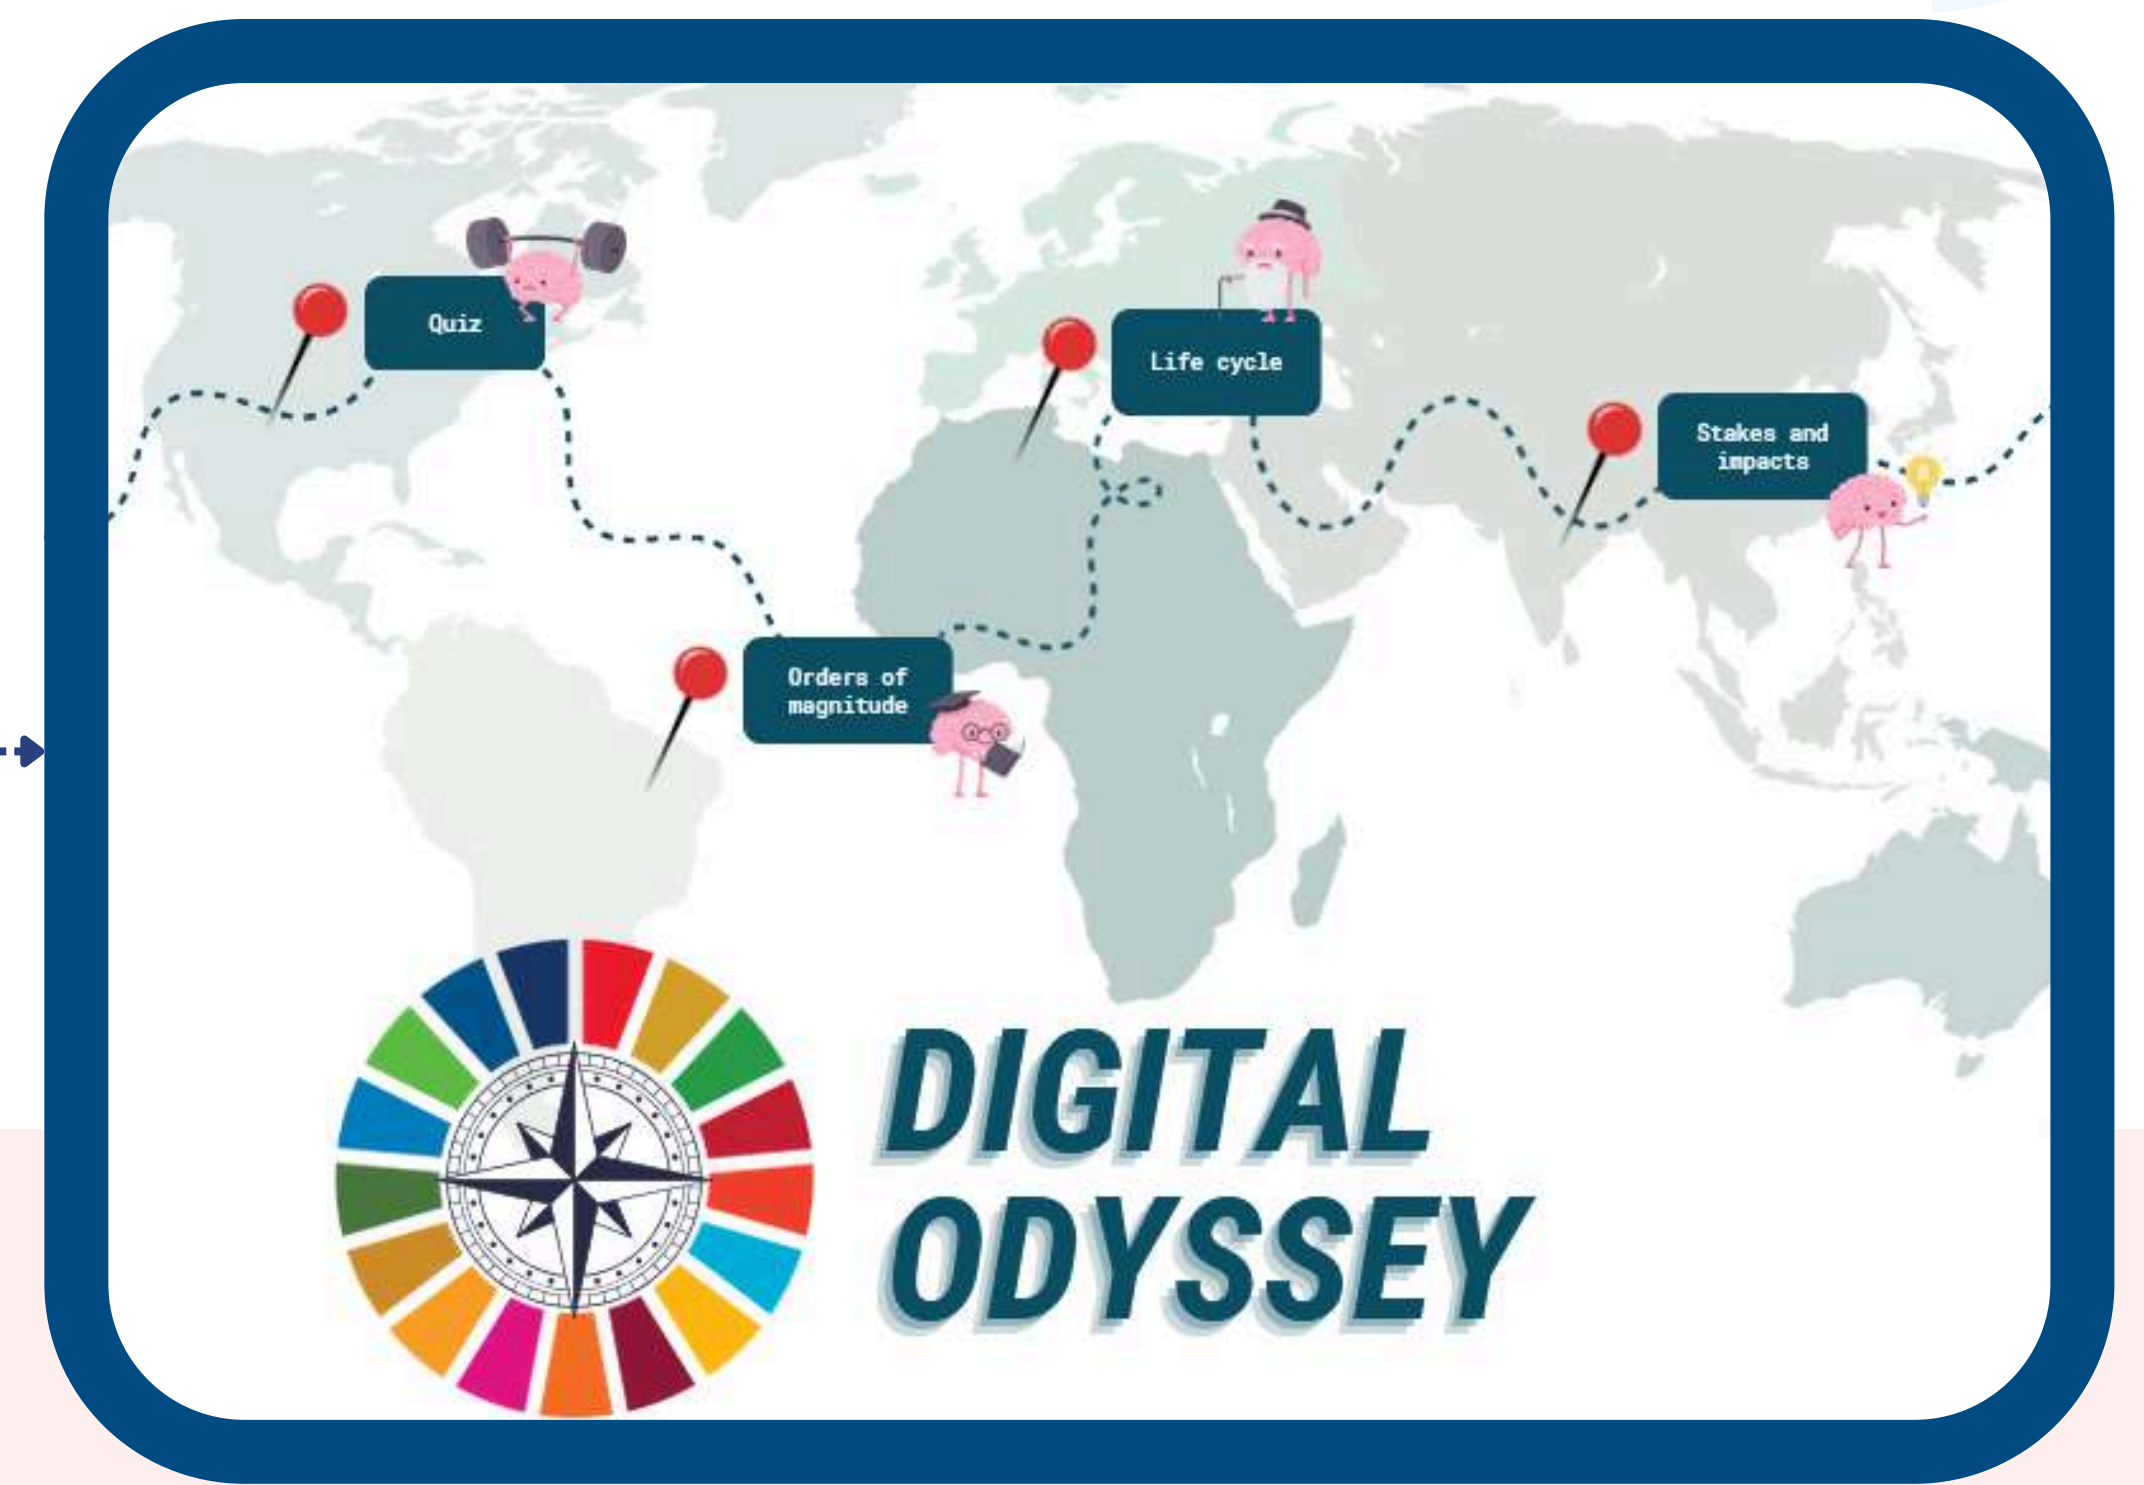 Quiz
Life cycle
Stakes and
impacts
Orders of
magnitude
DIGITAL
ODYSSEY